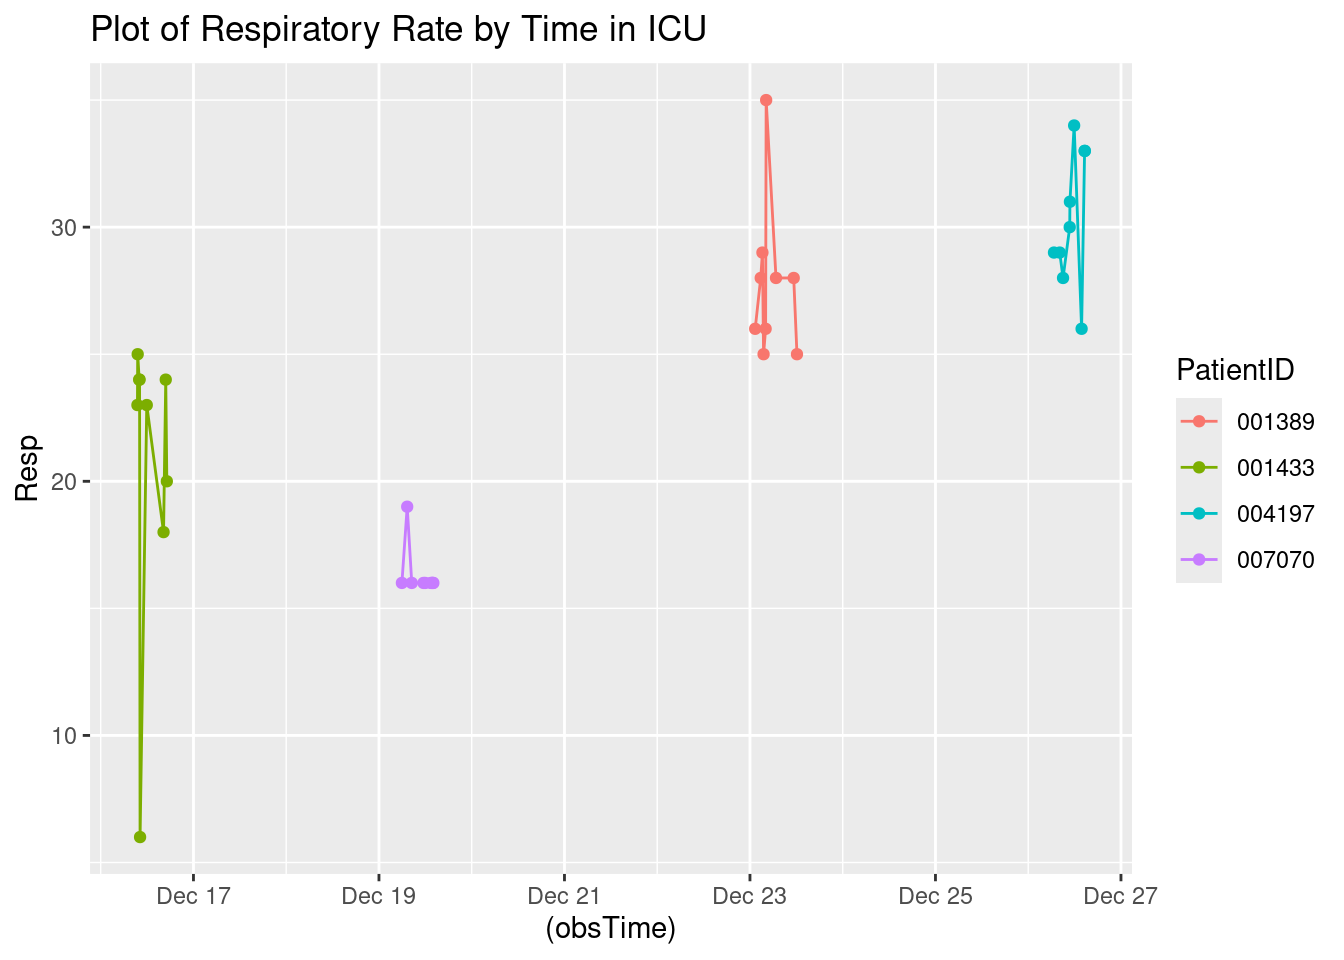 Plot of Respiratory Rate by Time in ICU
30
20
10
Resp
Dec 17
Dec 19
Dec 21
Dec 23
Dec 25
Dec 27
(obsTime)
PatientID
001389
001433
004197
007070